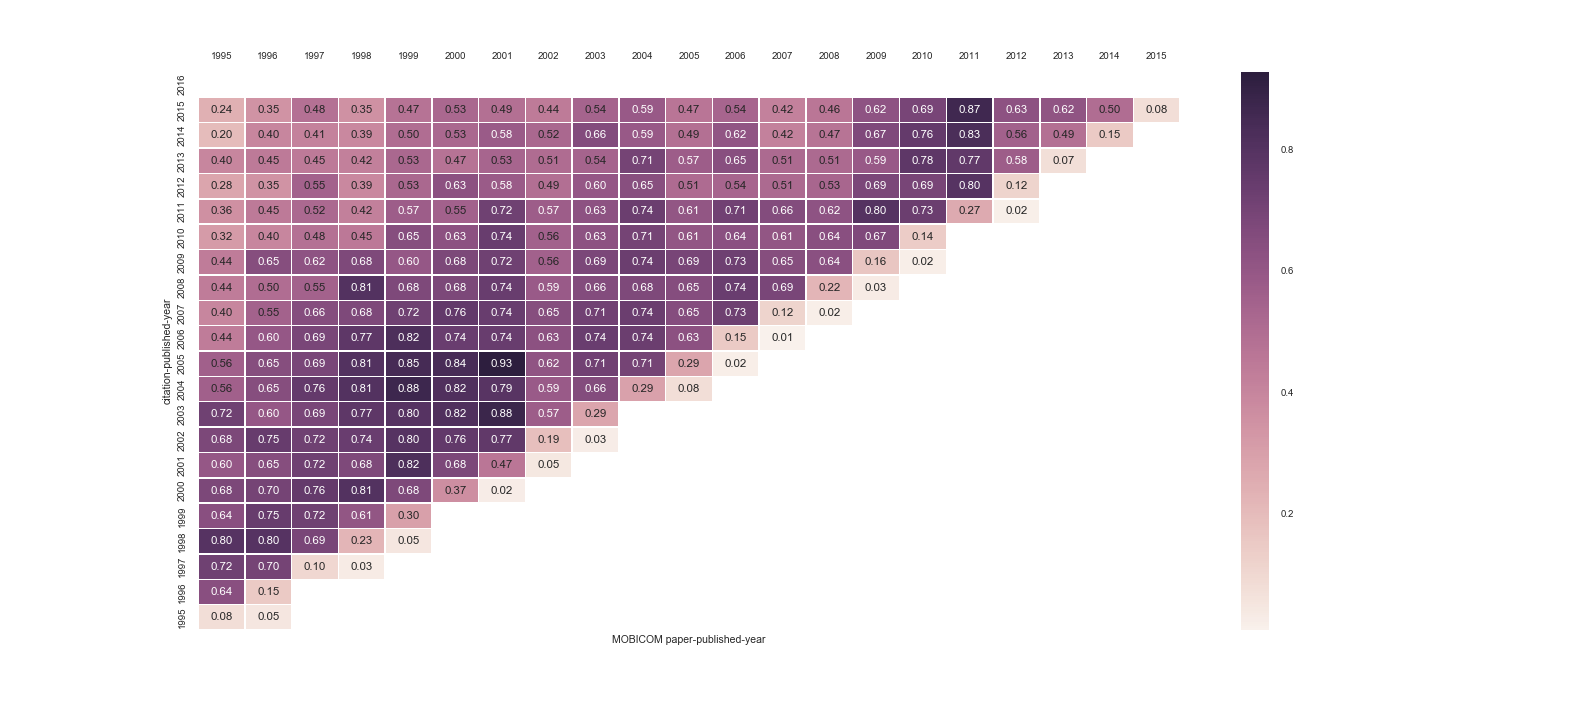 1995 1996 1997 1998 1999 2000 2001 2002 2003 2004 2005 2006 2007 2008 2009 2010 2011 2012 2013 2014 2015
2016
2015 0.24 0.35 0.48 0.35 0.47 0.53 0.49 0.44 0.54 0.59 0.47 0.54 0.42 0.46 0.62 0.69 0.87 0.63 0.62 0.50 0.08
2014 0.20 0.40 0.41 0.39 0.50 0.53 0.58 0.52 0.66 0.59 0.49 0.62 0.42 0.47 0.67 0.76 0.83 0.56 0.49 0.15
2013 0.40 0.45 0.45 0.42 0.53 0.47 0.53 0.51 0.54 0.71 0.57 0.65 0.51 0.51 0.59 0.78 0.77 0.58 0.07
2012 0.28 0.35 0.55 0.39 0.53 0.63 0.58 0.49 0.60 0.65 0.51 0.54 0.51 0.53 0.69 0.69 0.80 0.12
2011 0.36 0.45 0.52 0.42 0.57 0.55 0.72 0.57 0.63 0.74 0.61 0.71 0.66 0.62 0.80 0.73 0.27 0.02
2010 0.32 0.40 0.48 0.45 0.65 0.63 0.74 0.56 0.63 0.71 0.61 0.64 0.61 0.64 0.67 0.14
2009 0.44 0.65 0.62 0.68 0.60 0.68 0.72 0.56 0.69 0.74 0.69 0.73 0.65 0.64 0.16 0.02
2008 0.44 0.50 0.55 0.81 0.68 0.68 0.74 0.59 0.66 0.68 0.65 0.74 0.69 0.22 0.03
2007 0.40 0.55 0.66 0.68 0.72 0.76 0.74 0.65 0.71 0.74 0.65 0.73 0.12 0.02
2006 0.44 0.60 0.69 0.77 0.82 0.74 0.74 0.63 0.74 0.74 0.63 0.15 0.01
2005 0.56 0.65 0.69 0.81 0.85 0.84 0.93 0.62 0.71 0.71 0.29 0.02
2004 0.56 0.65 0.76 0.81 0.88 0.82 0.79 0.59 0.66 0.29 0.08
2003 0.72 0.60 0.69 0.77 0.80 0.82 0.88 0.57 0.29
2002 0.68 0.75 0.72 0.74 0.80 0.76 0.77 0.19 0.03
2001 0.60 0.65 0.72 0.68 0.82 0.68 0.47 0.05
2000 0.68 0.70 0.76 0.81 0.68 0.37 0.02
1999 0.64 0.75 0.72 0.61 0.30
1998 0.80 0.80 0.69 0.23 0.05
1997 0.72 0.70 0.10 0.03
1996 0.64 0.15
1995 0.08 0.05
citation-published-year
MOBICOM paper-published-year
0.8
0.6
0.4
0.2